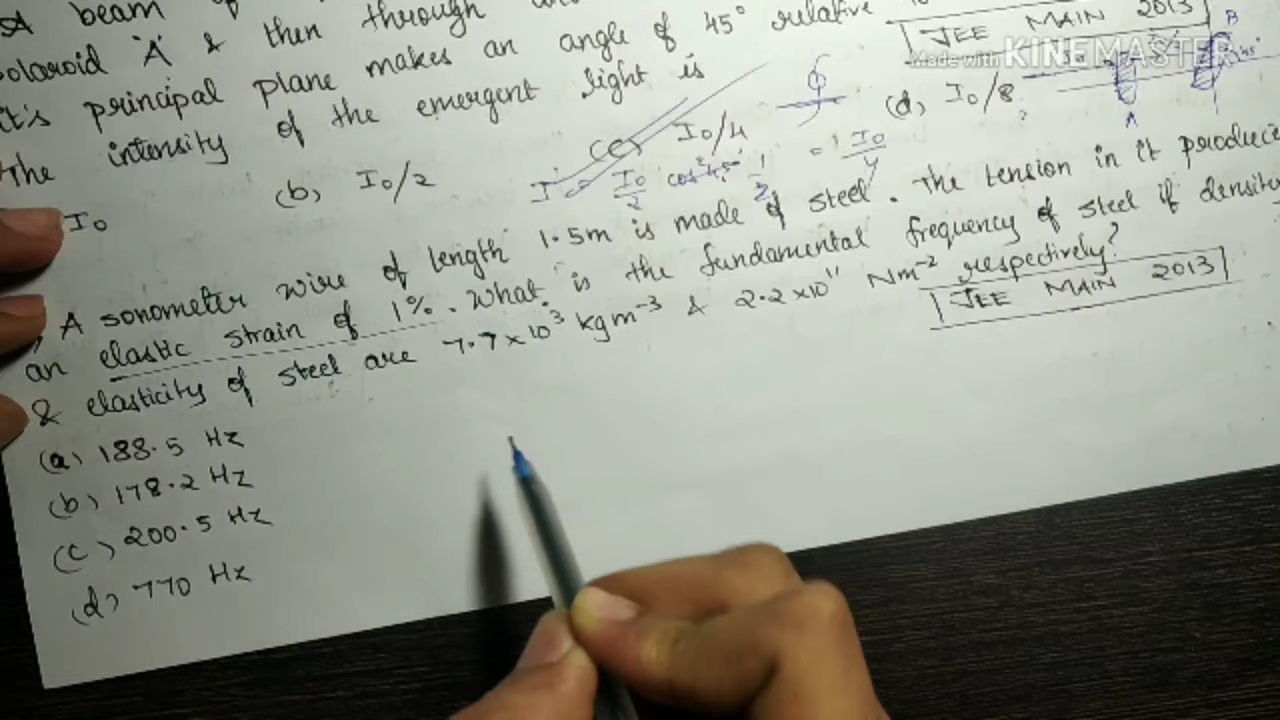 A beam of
Polaroid 'A' & then through
it's principal plane makes an angle of 45° relative
the intensity of the emergent light is
JEE MAIN 2013
Made with KINEMASTER
B
45°
A
I0
(b) I0/2
(c) I0/4
(d) I0/8
I = I0/2 cos² 45° 1/2 = I0/4
A sonometer wire of length 1.5m is made of steel. The tension in it produces
an elastic strain of 1%. What is the fundamental frequency of steel if density
& elasticity of steel are 7.7 x 10³ kgm⁻³ & 2.2 x 10¹¹ Nm⁻² respectively?
JEE MAIN 2013
(a) 188.5 Hz
(b) 178.2 Hz
(c) 200.5 Hz
(d) 770 Hz